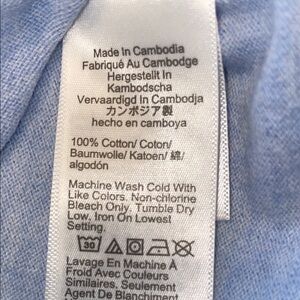 Made In Cambodia
Fabriqué Au Cambodge
Hergestellt In
Kambodscha
Vervaardigd In Cambodja
カンボジア製
hecho en camboya
100% Cotton/ Coton/
Baumwolle/ Katoen/ 綿/
algodón
Machine Wash Cold With
Like Colors. Non-chlorine
Bleach Only. Tumble Dry
Low. Iron On Lowest
Setting.
30
Lavage En Machine À
Froid Avec Couleurs
Similaires, Seulement
Agent De Blanchiment